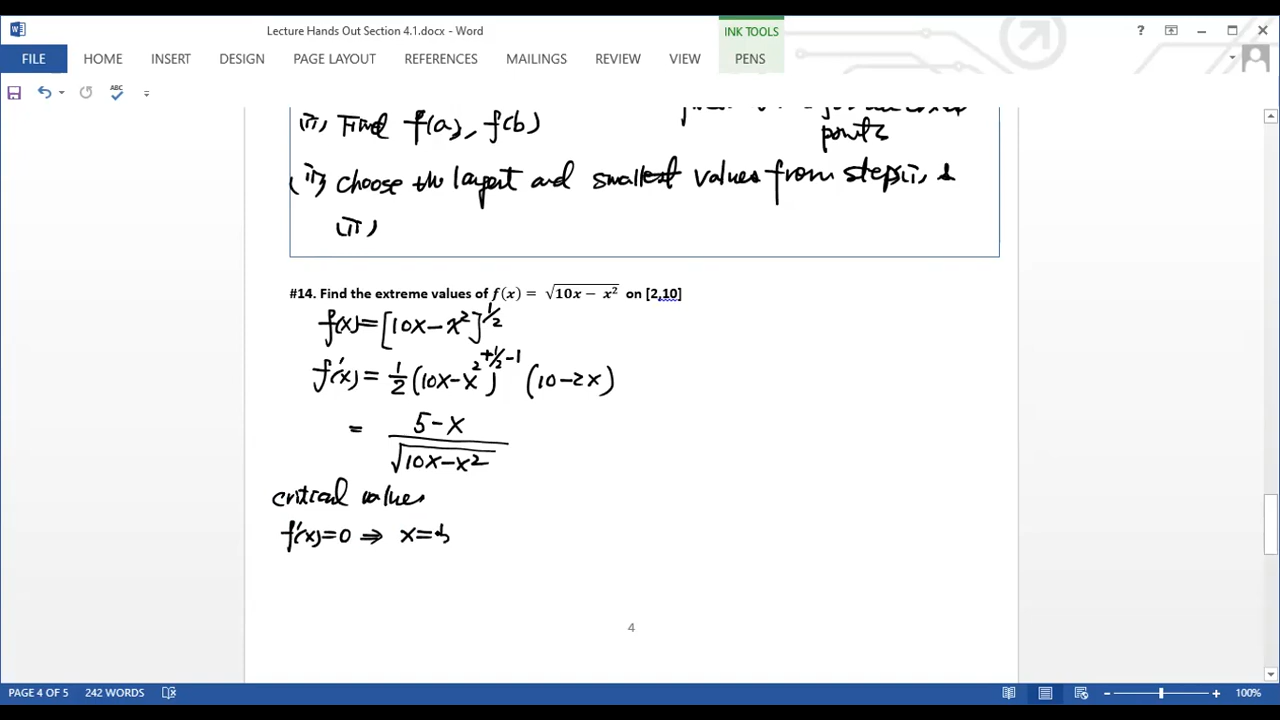 Lecture Hands Out Section 4.1.docx - Word
INK TOOLS
?
FILE HOME INSERT DESIGN PAGE LAYOUT REFERENCES MAILINGS REVIEW VIEW PENS
ABC
(ii) Find f(a), f(b)
points
(iii) choose the largest and smallest values from steps (i) &
(ii)
#14. Find the extreme values of f(x) = √(10x − x²) on [2,10]
f(x) = [10x − x²]^1/2
f'(x) = 1/2 (10x − x²)^+1/2 −1 (10 − 2x)
= (5 − x) / √(10x − x²)
critical values
f'(x) = 0 ⇒ x = 5
4
PAGE 4 OF 5 242 WORDS 100%